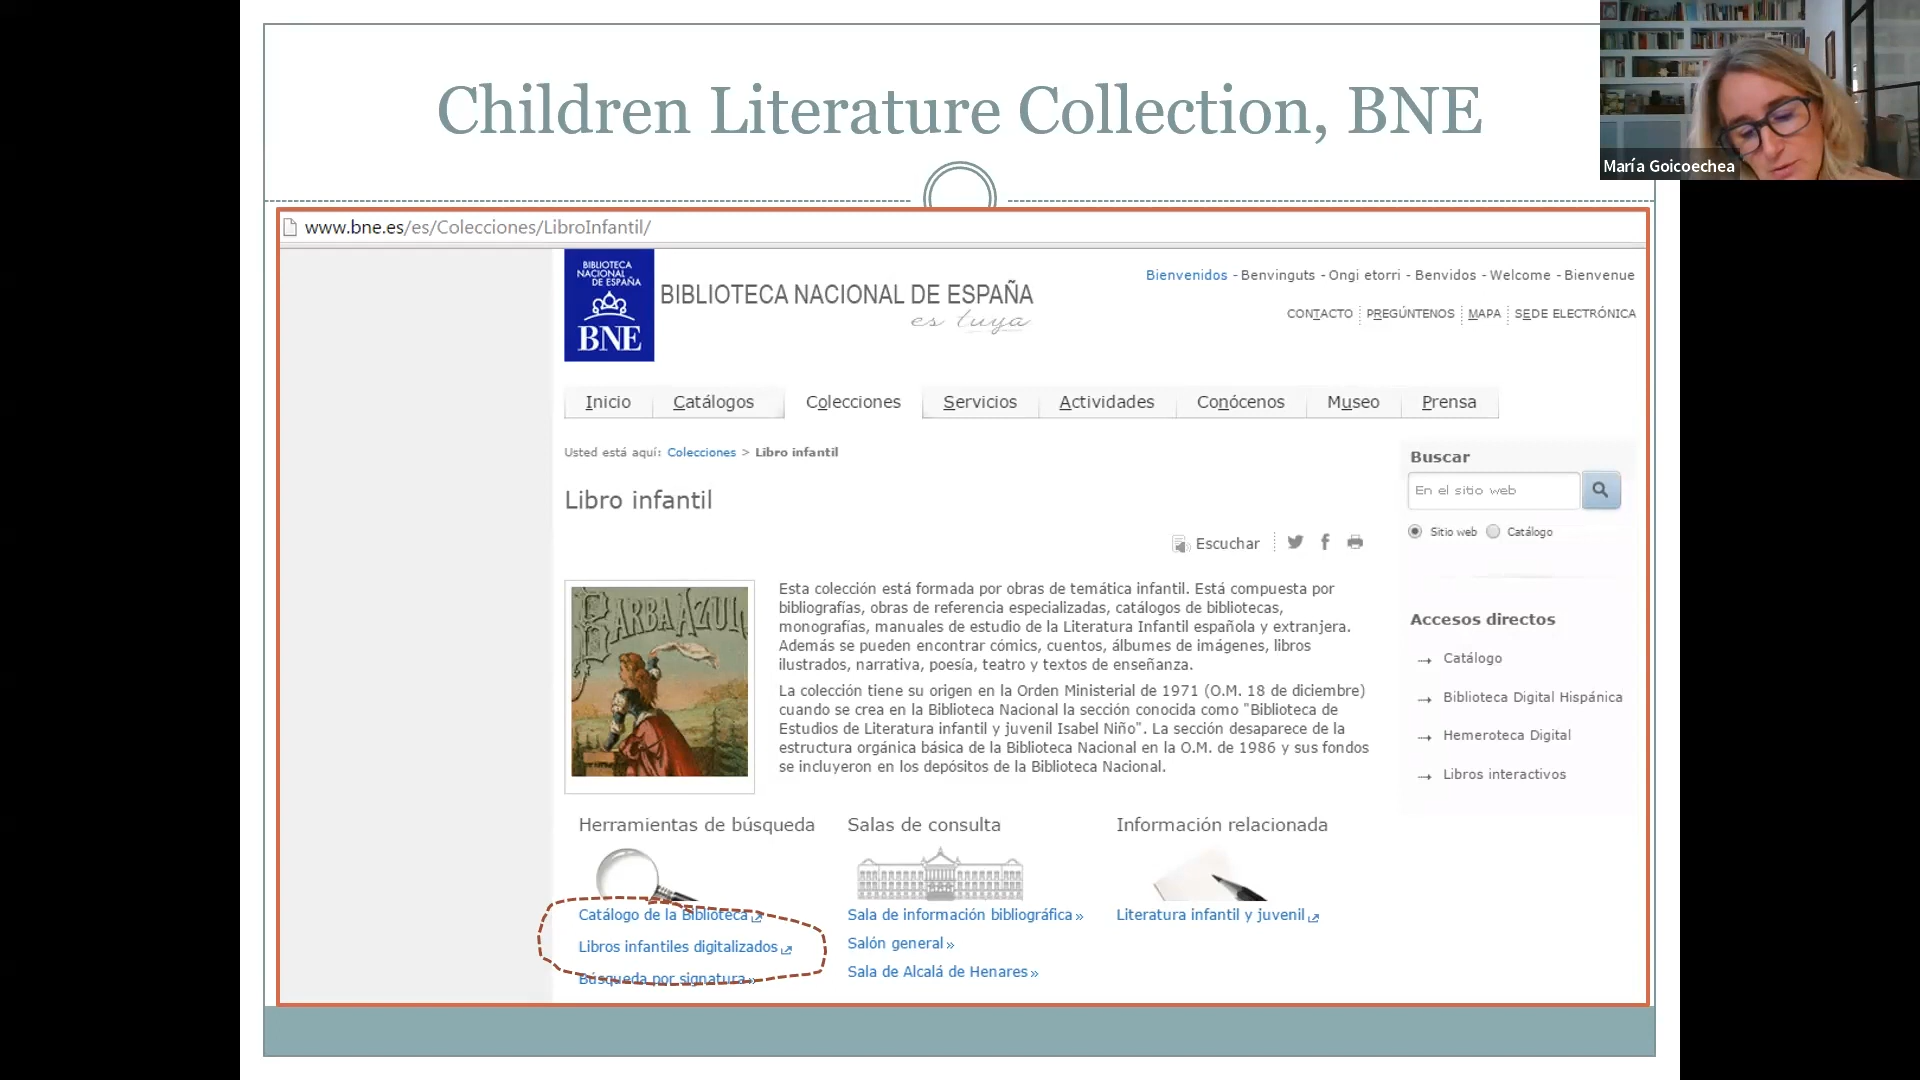 Children Literature Collection, BNE
María Goicoechea
www.bne.es/es/Colecciones/LibroInfantil/
BIBLIOTECA
NACIONAL
DE ESPAÑA
BNE
BIBLIOTECA NACIONAL DE ESPAÑA
es tuya
Bienvenidos - Benvinguts - Ongi etorri - Benvidos - Welcome - Bienvenue
CONTACTO PREGÚNTENOS MAPA SEDE ELECTRÓNICA
Inicio Catálogos Colecciones Servicios Actividades Conócenos Museo Prensa
Usted está aquí: Colecciones > Libro infantil
Libro infantil
Escuchar
BARBA AZUL
Esta colección está formada por obras de temática infantil. Está compuesta por
bibliografías, obras de referencia especializadas, catálogos de bibliotecas,
monografías, manuales de estudio de la Literatura Infantil española y extranjera.
Además se pueden encontrar cómics, cuentos, álbumes de imágenes, libros
ilustrados, narrativa, poesía, teatro y textos de enseñanza.
La colección tiene su origen en la Orden Ministerial de 1971 (O.M. 18 de diciembre)
cuando se crea en la Biblioteca Nacional la sección conocida como "Biblioteca de
Estudios de Literatura infantil y juvenil Isabel Niño". La sección desaparece de la
estructura orgánica básica de la Biblioteca Nacional en la O.M. de 1986 y sus fondos
se incluyeron en los depósitos de la Biblioteca Nacional.
Herramientas de búsqueda
Catálogo de la Biblioteca
Libros infantiles digitalizados
Búsqueda por signatura »
Salas de consulta
Sala de información bibliográfica »
Salón general »
Sala de Alcalá de Henares »
Información relacionada
Literatura infantil y juvenil
Buscar
En el sitio web
Sitio web Catálogo
Accesos directos
→ Catálogo
→ Biblioteca Digital Hispánica
→ Hemeroteca Digital
→ Libros interactivos